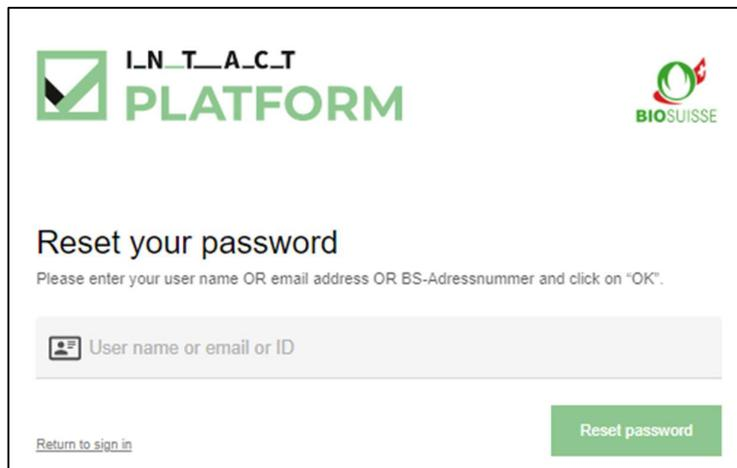 I_N_T__A_C_T
PLATFORM
BIOSUISSE
Reset your password
Please enter your user name OR email address OR BS-Adressnummer and click on “OK”.
User name or email or ID
Reset password
Return to sign in